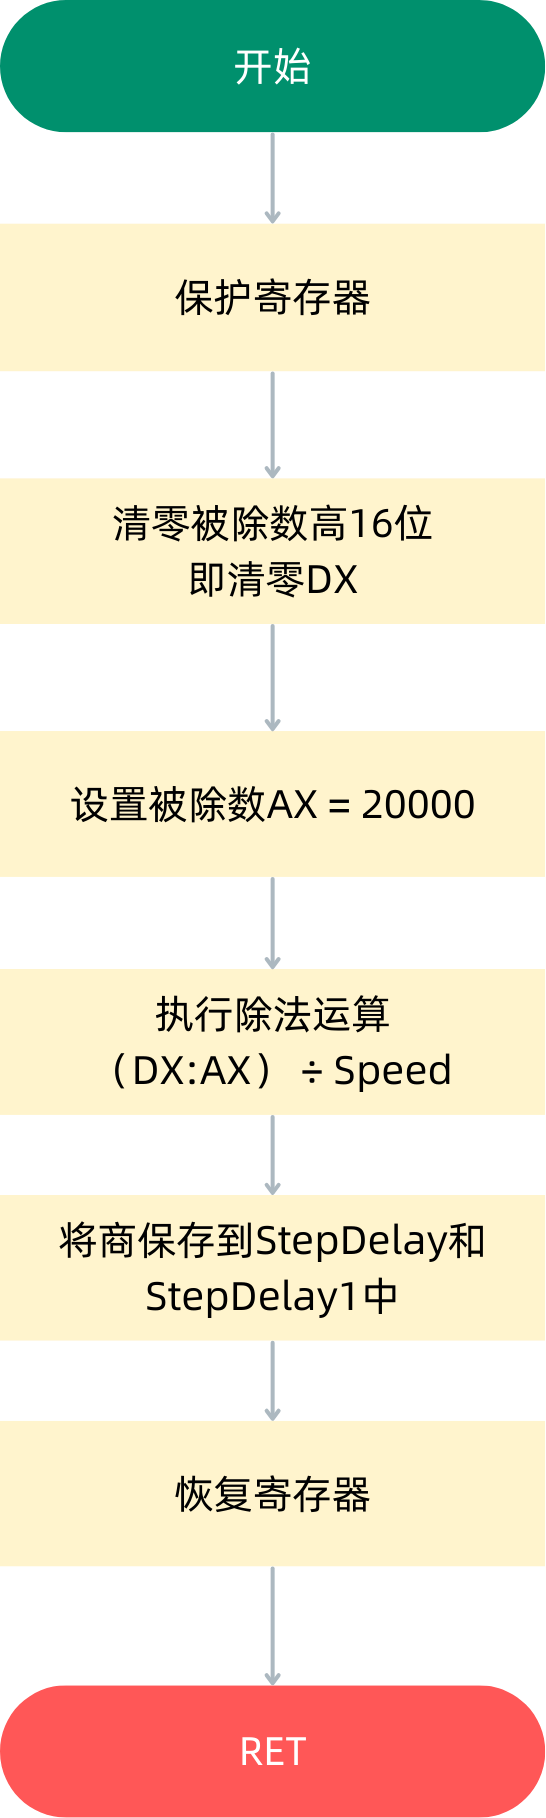 开始
保护寄存器
清零被除数高16位
即清零DX
设置被除数AX = 20000
执行除法运算
（DX:AX） ÷ Speed
将商保存到StepDelay和
StepDelay1中
恢复寄存器
RET